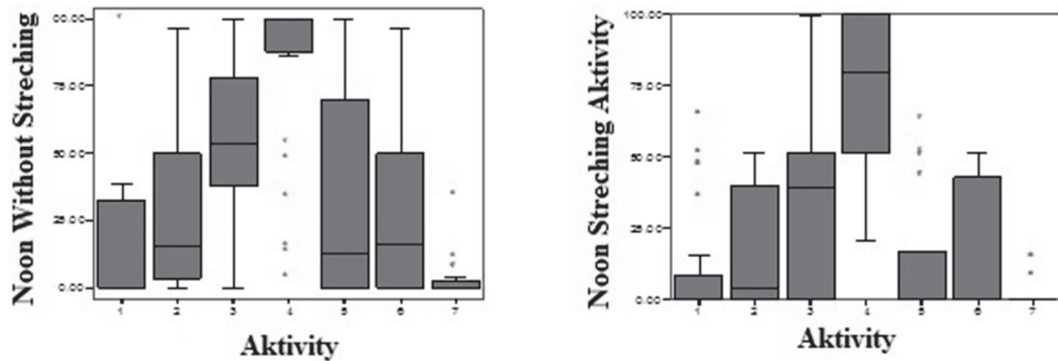 Noon Without Streching
00.00
75.00
50.00
25.00
0.00
1 2 3 4 5 6 7
Aktivity
Noon Streching Aktivity
100.00
75.00
50.00
25.00
0.00
1 2 3 4 5 6 7
Aktivity